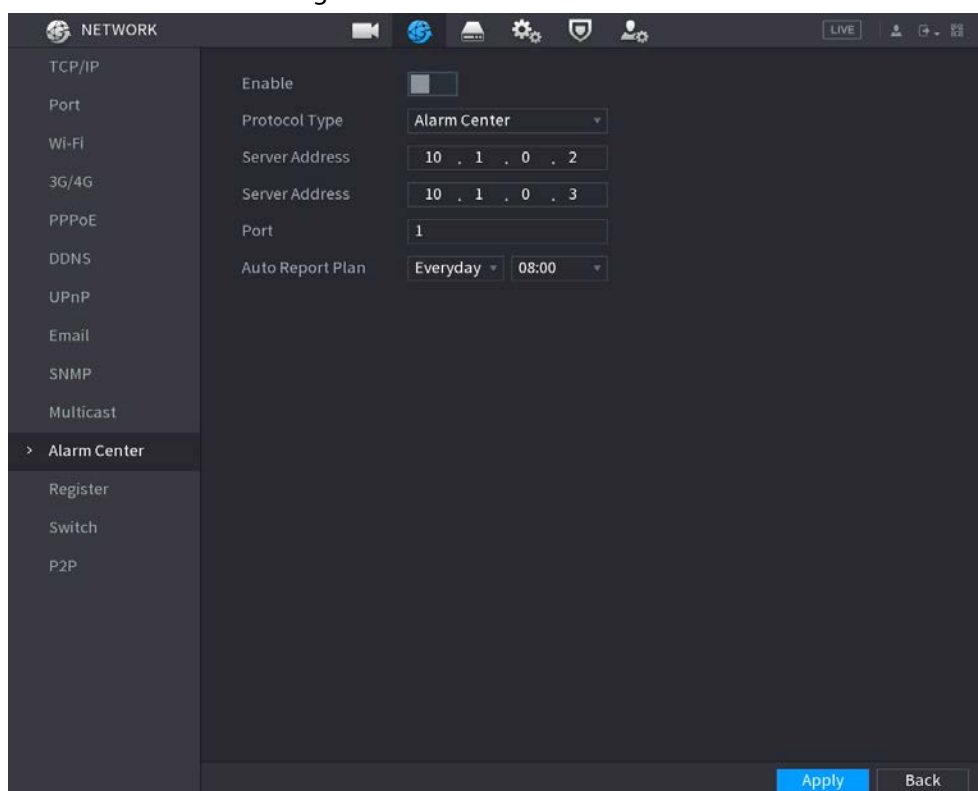 NETWORK
LIVE
TCP/IP
Port
Wi-Fi
3G/4G
PPPoE
DDNS
UPnP
Email
SNMP
Multicast
> Alarm Center
Register
Switch
P2P
Enable
Protocol Type Alarm Center
Server Address 10 . 1 . 0 . 2
Server Address 10 . 1 . 0 . 3
Port 1
Auto Report Plan Everyday 08:00
Apply Back